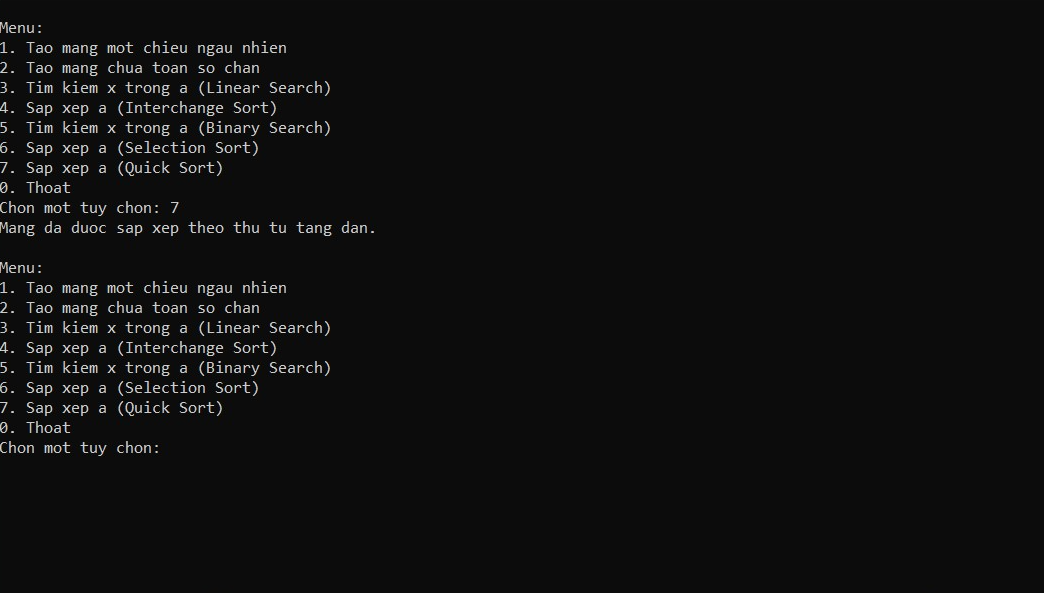 Menu:
1. Tao mang mot chieu ngau nhien
2. Tao mang chua toan so chan
3. Tim kiem x trong a (Linear Search)
4. Sap xep a (Interchange Sort)
5. Tim kiem x trong a (Binary Search)
6. Sap xep a (Selection Sort)
7. Sap xep a (Quick Sort)
0. Thoat
Chon mot tuy chon: 7
Mang da duoc sap xep theo thu tu tang dan.
Menu:
1. Tao mang mot chieu ngau nhien
2. Tao mang chua toan so chan
3. Tim kiem x trong a (Linear Search)
4. Sap xep a (Interchange Sort)
5. Tim kiem x trong a (Binary Search)
6. Sap xep a (Selection Sort)
7. Sap xep a (Quick Sort)
0. Thoat
Chon mot tuy chon: